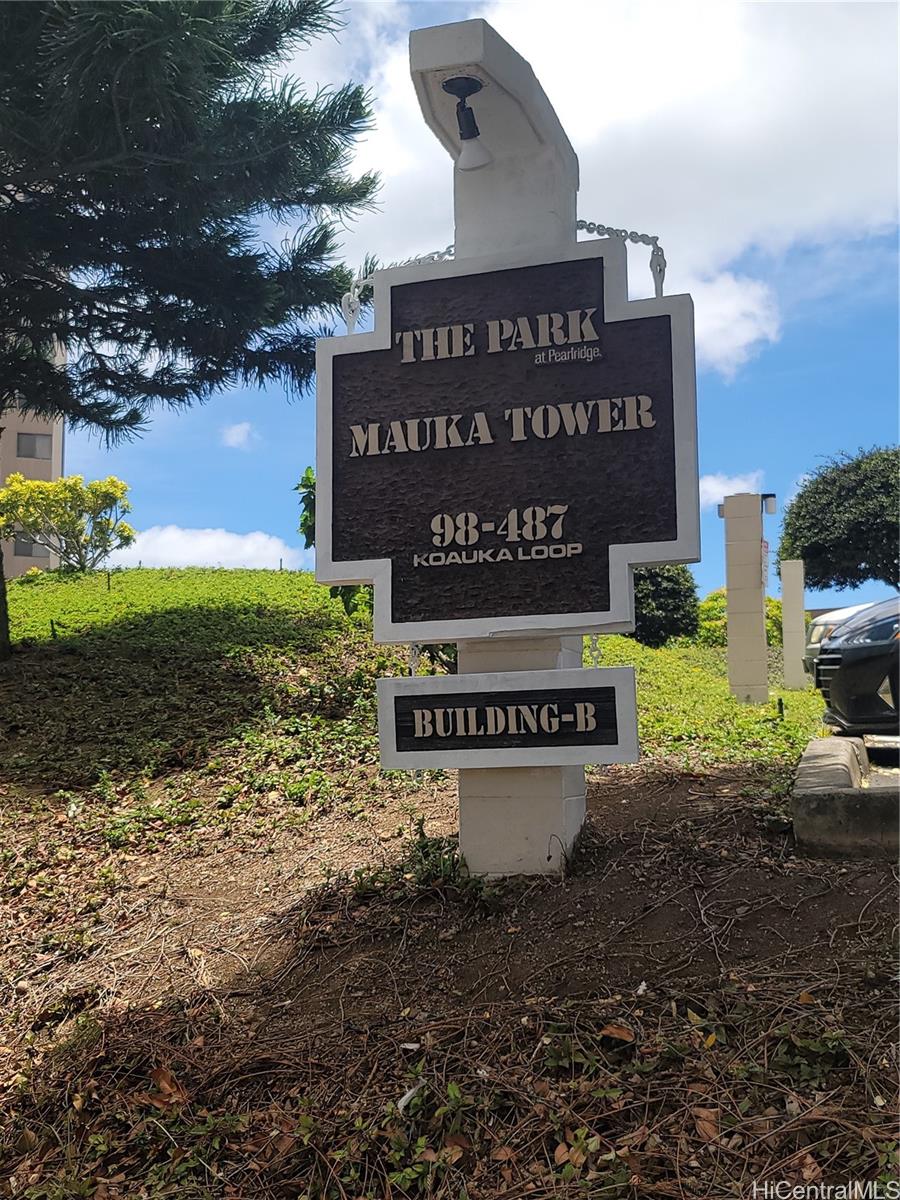 THE PARK
at Pearlridge
MAUKA TOWER
98-487
KOAUKA LOOP
BUILDING-B
HiCentralMLS